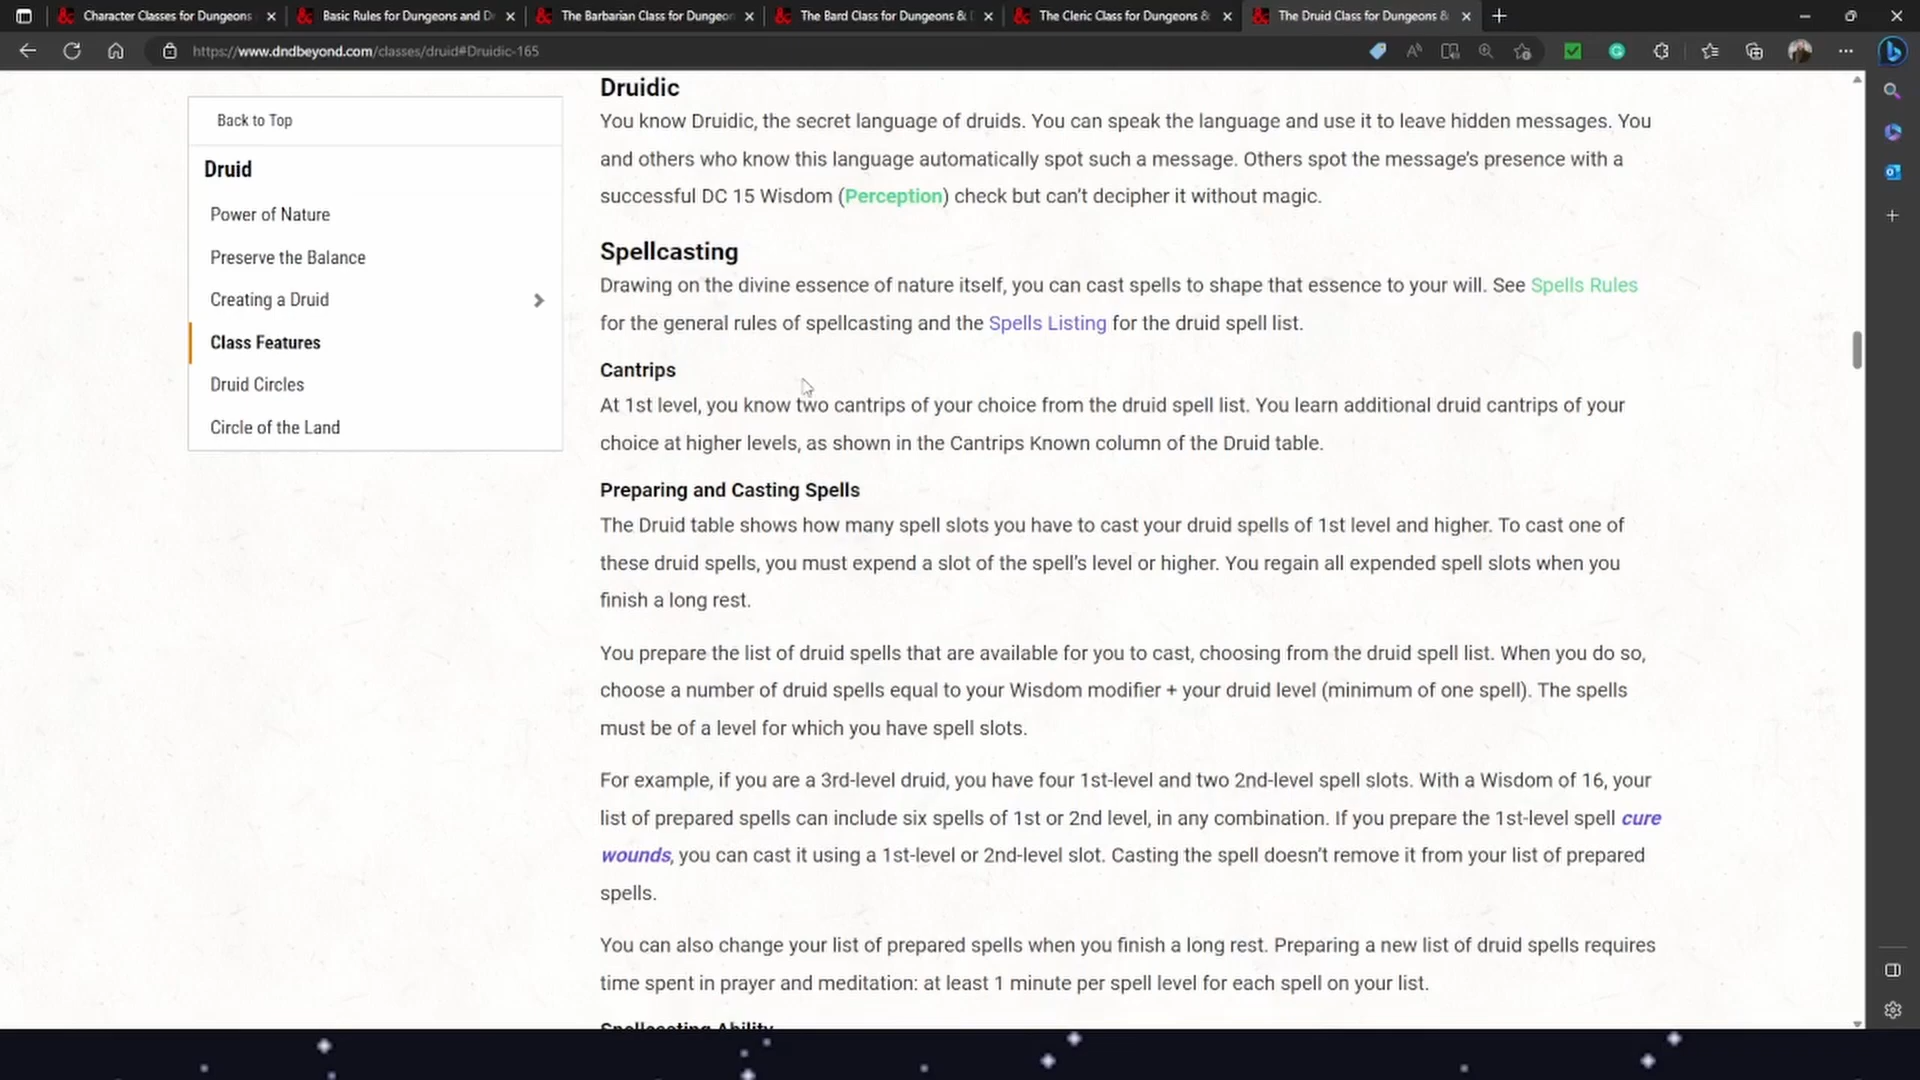 Character Classes for Dungeons
Basic Rules for Dungeons and D
The Barbarian Class for Dungeon
The Bard Class for Dungeons &
The Cleric Class for Dungeons &
The Druid Class for Dungeons &
https://www.dndbeyond.com/classes/druid#Druidic-165
Back to Top
Druid
Power of Nature
Preserve the Balance
Creating a Druid
Class Features
Druid Circles
Circle of the Land
Druidic
You know Druidic, the secret language of druids. You can speak the language and use it to leave hidden messages. You
and others who know this language automatically spot such a message. Others spot the message's presence with a
successful DC 15 Wisdom (Perception) check but can't decipher it without magic.
Spellcasting
Drawing on the divine essence of nature itself, you can cast spells to shape that essence to your will. See Spells Rules
for the general rules of spellcasting and the Spells Listing for the druid spell list.
Cantrips
At 1st level, you know two cantrips of your choice from the druid spell list. You learn additional druid cantrips of your
choice at higher levels, as shown in the Cantrips Known column of the Druid table.
Preparing and Casting Spells
The Druid table shows how many spell slots you have to cast your druid spells of 1st level and higher. To cast one of
these druid spells, you must expend a slot of the spell's level or higher. You regain all expended spell slots when you
finish a long rest.
You prepare the list of druid spells that are available for you to cast, choosing from the druid spell list. When you do so,
choose a number of druid spells equal to your Wisdom modifier + your druid level (minimum of one spell). The spells
must be of a level for which you have spell slots.
For example, if you are a 3rd-level druid, you have four 1st-level and two 2nd-level spell slots. With a Wisdom of 16, your
list of prepared spells can include six spells of 1st or 2nd level, in any combination. If you prepare the 1st-level spell cure
wounds, you can cast it using a 1st-level or 2nd-level slot. Casting the spell doesn't remove it from your list of prepared
spells.
You can also change your list of prepared spells when you finish a long rest. Preparing a new list of druid spells requires
time spent in prayer and meditation: at least 1 minute per spell level for each spell on your list.
Spellcasting Ability